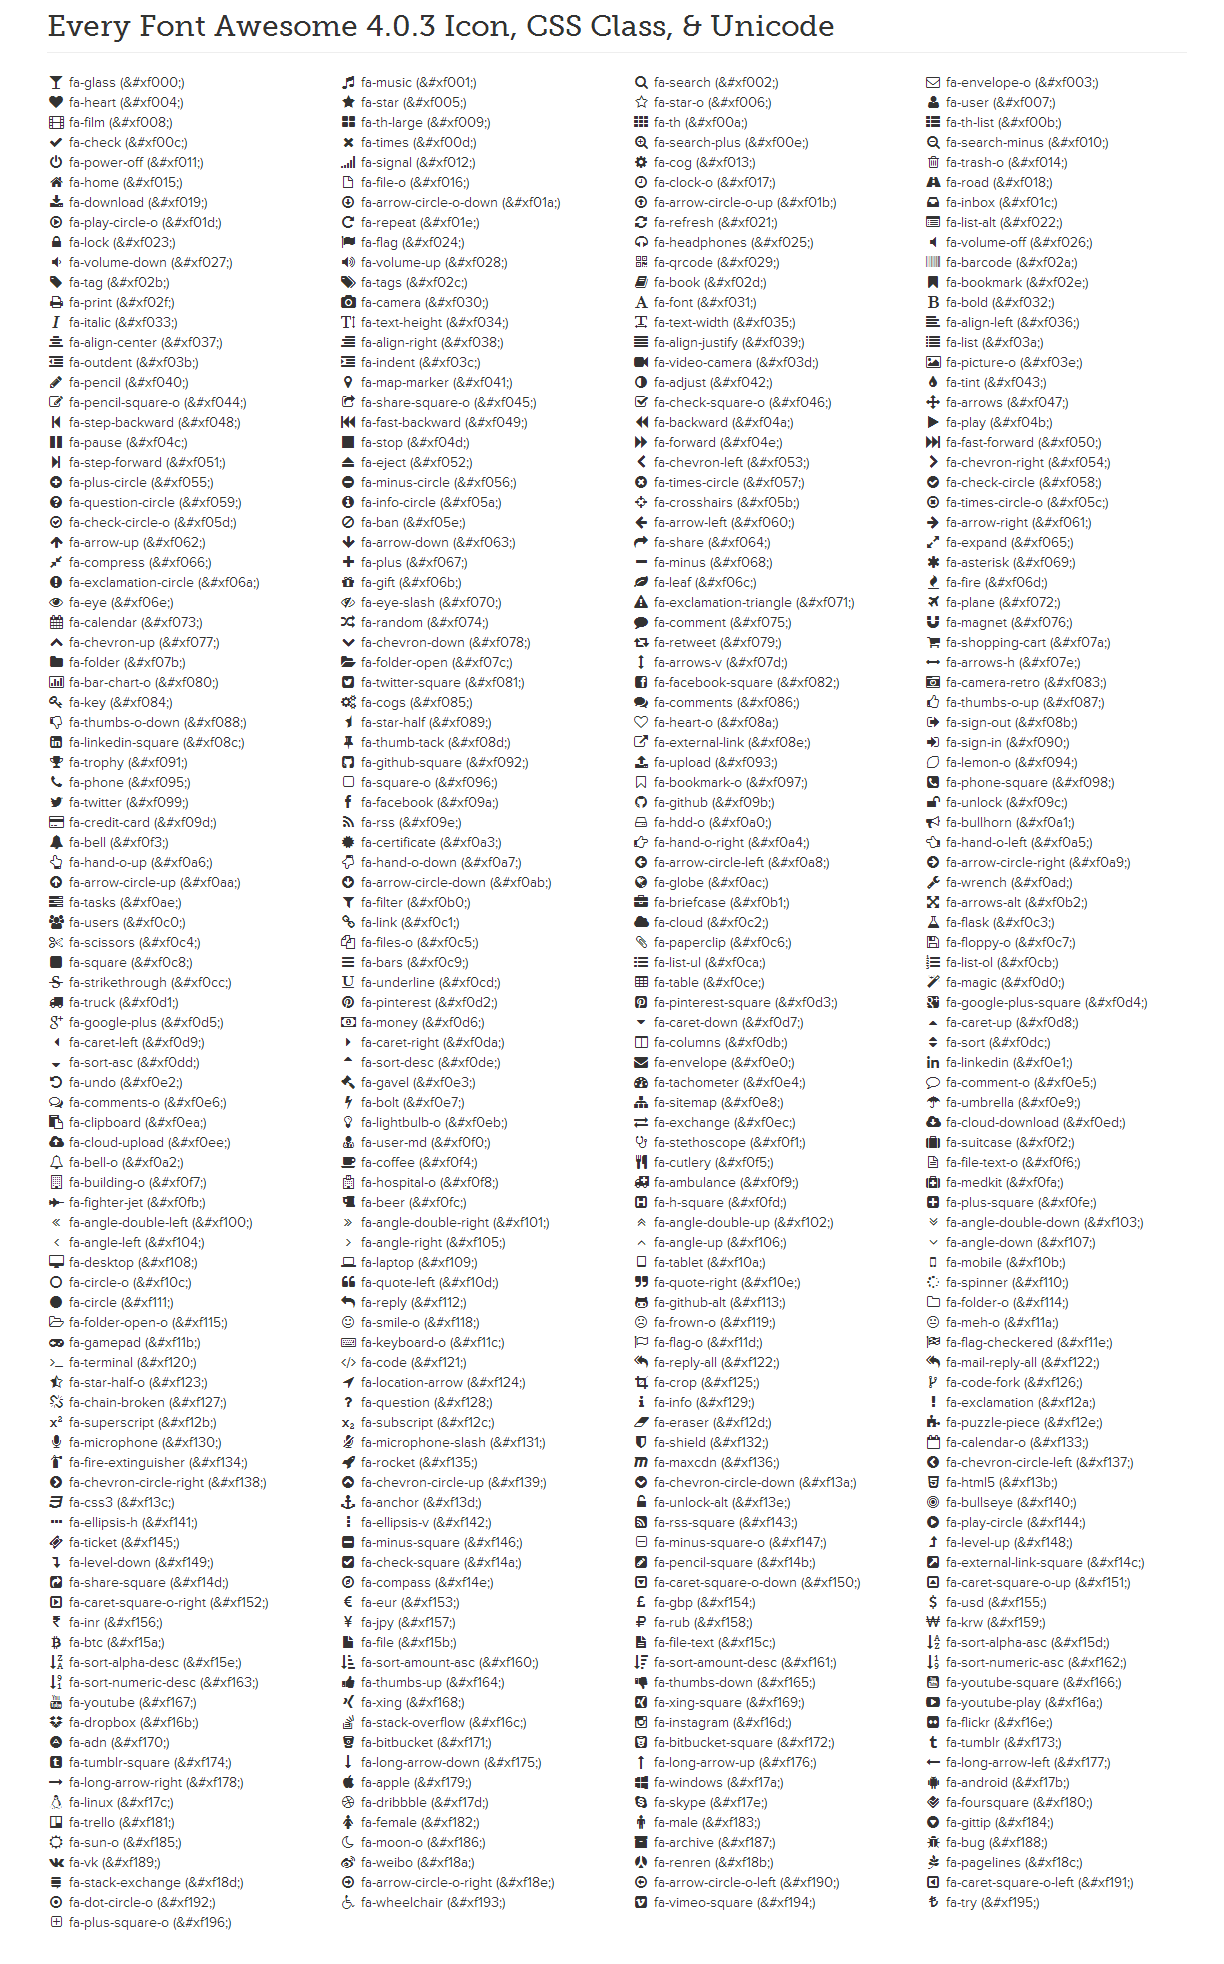 Every Font Awesome 4.0.3 Icon, CSS Class, & Unicode
fa-glass (&#xf000;) fa-music (&#xf001;) fa-search (&#xf002;) fa-envelope-o (&#xf003;)
fa-heart (&#xf004;) fa-star (&#xf005;) fa-star-o (&#xf006;) fa-user (&#xf007;)
fa-film (&#xf008;) fa-th-large (&#xf009;) fa-th (&#xf00a;) fa-th-list (&#xf00b;)
fa-check (&#xf00c;) fa-times (&#xf00d;) fa-search-plus (&#xf00e;) fa-search-minus (&#xf010;)
fa-power-off (&#xf011;) fa-signal (&#xf012;) fa-cog (&#xf013;) fa-trash-o (&#xf014;)
fa-home (&#xf015;) fa-file-o (&#xf016;) fa-clock-o (&#xf017;) fa-road (&#xf018;)
fa-download (&#xf019;) fa-arrow-circle-o-down (&#xf01a;) fa-arrow-circle-o-up (&#xf01b;) fa-inbox (&#xf01c;)
fa-play-circle-o (&#xf01d;) fa-repeat (&#xf01e;) fa-refresh (&#xf021;) fa-list-alt (&#xf022;)
fa-lock (&#xf023;) fa-flag (&#xf024;) fa-headphones (&#xf025;) fa-volume-off (&#xf026;)
fa-volume-down (&#xf027;) fa-volume-up (&#xf028;) fa-qrcode (&#xf029;) fa-barcode (&#xf02a;)
fa-tag (&#xf02b;) fa-tags (&#xf02c;) fa-book (&#xf02d;) fa-bookmark (&#xf02e;)
fa-print (&#xf02f;) fa-camera (&#xf030;) fa-font (&#xf031;) fa-bold (&#xf032;)
fa-italic (&#xf033;) fa-text-height (&#xf034;) fa-text-width (&#xf035;) fa-align-left (&#xf036;)
fa-align-center (&#xf037;) fa-align-right (&#xf038;) fa-align-justify (&#xf039;) fa-list (&#xf03a;)
fa-outdent (&#xf03b;) fa-indent (&#xf03c;) fa-video-camera (&#xf03d;) fa-picture-o (&#xf03e;)
fa-pencil (&#xf040;) fa-map-marker (&#xf041;) fa-adjust (&#xf042;) fa-tint (&#xf043;)
fa-pencil-square-o (&#xf044;) fa-share-square-o (&#xf045;) fa-check-square-o (&#xf046;) fa-arrows (&#xf047;)
fa-step-backward (&#xf048;) fa-fast-backward (&#xf049;) fa-backward (&#xf04a;) fa-play (&#xf04b;)
fa-pause (&#xf04c;) fa-stop (&#xf04d;) fa-forward (&#xf04e;) fa-fast-forward (&#xf050;)
fa-step-forward (&#xf051;) fa-eject (&#xf052;) fa-chevron-left (&#xf053;) fa-chevron-right (&#xf054;)
fa-plus-circle (&#xf055;) fa-minus-circle (&#xf056;) fa-times-circle (&#xf057;) fa-check-circle (&#xf058;)
fa-question-circle (&#xf059;) fa-info-circle (&#xf05a;) fa-crosshairs (&#xf05b;) fa-times-circle-o (&#xf05c;)
fa-check-circle-o (&#xf05d;) fa-ban (&#xf05e;) fa-arrow-left (&#xf060;) fa-arrow-right (&#xf061;)
fa-arrow-up (&#xf062;) fa-arrow-down (&#xf063;) fa-share (&#xf064;) fa-expand (&#xf065;)
fa-compress (&#xf066;) fa-plus (&#xf067;) fa-minus (&#xf068;) fa-asterisk (&#xf069;)
fa-exclamation-circle (&#xf06a;) fa-gift (&#xf06b;) fa-leaf (&#xf06c;) fa-fire (&#xf06d;)
fa-eye (&#xf06e;) fa-eye-slash (&#xf070;) fa-exclamation-triangle (&#xf071;) fa-plane (&#xf072;)
fa-calendar (&#xf073;) fa-random (&#xf074;) fa-comment (&#xf075;) fa-magnet (&#xf076;)
fa-chevron-up (&#xf077;) fa-chevron-down (&#xf078;) fa-retweet (&#xf079;) fa-shopping-cart (&#xf07a;)
fa-folder (&#xf07b;) fa-folder-open (&#xf07c;) fa-arrows-v (&#xf07d;) fa-arrows-h (&#xf07e;)
fa-bar-chart-o (&#xf080;) fa-twitter-square (&#xf081;) fa-facebook-square (&#xf082;) fa-camera-retro (&#xf083;)
fa-key (&#xf084;) fa-cogs (&#xf085;) fa-comments (&#xf086;) fa-thumbs-o-up (&#xf087;)
fa-thumbs-o-down (&#xf088;) fa-star-half (&#xf089;) fa-heart-o (&#xf08a;) fa-sign-out (&#xf08b;)
fa-linkedin-square (&#xf08c;) fa-thumb-tack (&#xf08d;) fa-external-link (&#xf08e;) fa-sign-in (&#xf090;)
fa-trophy (&#xf091;) fa-github-square (&#xf092;) fa-upload (&#xf093;) fa-lemon-o (&#xf094;)
fa-phone (&#xf095;) fa-square-o (&#xf096;) fa-bookmark-o (&#xf097;) fa-phone-square (&#xf098;)
fa-twitter (&#xf099;) fa-facebook (&#xf09a;) fa-github (&#xf09b;) fa-unlock (&#xf09c;)
fa-credit-card (&#xf09d;) fa-rss (&#xf09e;) fa-hdd-o (&#xf0a0;) fa-bullhorn (&#xf0a1;)
fa-bell (&#xf0f3;) fa-certificate (&#xf0a3;) fa-hand-o-right (&#xf0a4;) fa-hand-o-left (&#xf0a5;)
fa-hand-o-up (&#xf0a6;) fa-hand-o-down (&#xf0a7;) fa-arrow-circle-left (&#xf0a8;) fa-arrow-circle-right (&#xf0a9;)
fa-arrow-circle-up (&#xf0aa;) fa-arrow-circle-down (&#xf0ab;) fa-globe (&#xf0ac;) fa-wrench (&#xf0ad;)
fa-tasks (&#xf0ae;) fa-filter (&#xf0b0;) fa-briefcase (&#xf0b1;) fa-arrows-alt (&#xf0b2;)
fa-users (&#xf0c0;) fa-link (&#xf0c1;) fa-cloud (&#xf0c2;) fa-flask (&#xf0c3;)
fa-scissors (&#xf0c4;) fa-files-o (&#xf0c5;) fa-paperclip (&#xf0c6;) fa-floppy-o (&#xf0c7;)
fa-square (&#xf0c8;) fa-bars (&#xf0c9;) fa-list-ul (&#xf0ca;) fa-list-ol (&#xf0cb;)
fa-strikethrough (&#xf0cc;) fa-underline (&#xf0cd;) fa-table (&#xf0ce;) fa-magic (&#xf0d0;)
fa-truck (&#xf0d1;) fa-pinterest (&#xf0d2;) fa-pinterest-square (&#xf0d3;) fa-google-plus-square (&#xf0d4;)
fa-google-plus (&#xf0d5;) fa-money (&#xf0d6;) fa-caret-down (&#xf0d7;) fa-caret-up (&#xf0d8;)
fa-caret-left (&#xf0d9;) fa-caret-right (&#xf0da;) fa-columns (&#xf0db;) fa-sort (&#xf0dc;)
fa-sort-asc (&#xf0dd;) fa-sort-desc (&#xf0de;) fa-envelope (&#xf0e0;) fa-linkedin (&#xf0e1;)
fa-undo (&#xf0e2;) fa-gavel (&#xf0e3;) fa-tachometer (&#xf0e4;) fa-comment-o (&#xf0e5;)
fa-comments-o (&#xf0e6;) fa-bolt (&#xf0e7;) fa-sitemap (&#xf0e8;) fa-umbrella (&#xf0e9;)
fa-clipboard (&#xf0ea;) fa-lightbulb-o (&#xf0eb;) fa-exchange (&#xf0ec;) fa-cloud-download (&#xf0ed;)
fa-cloud-upload (&#xf0ee;) fa-user-md (&#xf0f0;) fa-stethoscope (&#xf0f1;) fa-suitcase (&#xf0f2;)
fa-bell-o (&#xf0a2;) fa-coffee (&#xf0f4;) fa-cutlery (&#xf0f5;) fa-file-text-o (&#xf0f6;)
fa-building-o (&#xf0f7;) fa-hospital-o (&#xf0f8;) fa-ambulance (&#xf0f9;) fa-medkit (&#xf0fa;)
fa-fighter-jet (&#xf0fb;) fa-beer (&#xf0fc;) fa-h-square (&#xf0fd;) fa-plus-square (&#xf0fe;)
fa-angle-double-left (&#xf100;) fa-angle-double-right (&#xf101;) fa-angle-double-up (&#xf102;) fa-angle-double-down (&#xf103;)
fa-angle-left (&#xf104;) fa-angle-right (&#xf105;) fa-angle-up (&#xf106;) fa-angle-down (&#xf107;)
fa-desktop (&#xf108;) fa-laptop (&#xf109;) fa-tablet (&#xf10a;) fa-mobile (&#xf10b;)
fa-circle-o (&#xf10c;) fa-quote-left (&#xf10d;) fa-quote-right (&#xf10e;) fa-spinner (&#xf110;)
fa-circle (&#xf111;) fa-reply (&#xf112;) fa-github-alt (&#xf113;) fa-folder-o (&#xf114;)
fa-folder-open-o (&#xf115;) fa-smile-o (&#xf118;) fa-frown-o (&#xf119;) fa-meh-o (&#xf11a;)
fa-gamepad (&#xf11b;) fa-keyboard-o (&#xf11c;) fa-flag-o (&#xf11d;) fa-flag-checkered (&#xf11e;)
fa-terminal (&#xf120;) fa-code (&#xf121;) fa-reply-all (&#xf122;) fa-mail-reply-all (&#xf122;)
fa-star-half-o (&#xf123;) fa-location-arrow (&#xf124;) fa-crop (&#xf125;) fa-code-fork (&#xf126;)
fa-chain-broken (&#xf127;) fa-question (&#xf128;) fa-info (&#xf129;) fa-exclamation (&#xf12a;)
fa-superscript (&#xf12b;) fa-subscript (&#xf12c;) fa-eraser (&#xf12d;) fa-puzzle-piece (&#xf12e;)
fa-microphone (&#xf130;) fa-microphone-slash (&#xf131;) fa-shield (&#xf132;) fa-calendar-o (&#xf133;)
fa-fire-extinguisher (&#xf134;) fa-rocket (&#xf135;) fa-maxcdn (&#xf136;) fa-chevron-circle-left (&#xf137;)
fa-chevron-circle-right (&#xf138;) fa-chevron-circle-up (&#xf139;) fa-chevron-circle-down (&#xf13a;) fa-html5 (&#xf13b;)
fa-css3 (&#xf13c;) fa-anchor (&#xf13d;) fa-unlock-alt (&#xf13e;) fa-bullseye (&#xf140;)
fa-ellipsis-h (&#xf141;) fa-ellipsis-v (&#xf142;) fa-rss-square (&#xf143;) fa-play-circle (&#xf144;)
fa-ticket (&#xf145;) fa-minus-square (&#xf146;) fa-minus-square-o (&#xf147;) fa-level-up (&#xf148;)
fa-level-down (&#xf149;) fa-check-square (&#xf14a;) fa-pencil-square (&#xf14b;) fa-external-link-square (&#xf14c;)
fa-share-square (&#xf14d;) fa-compass (&#xf14e;) fa-caret-square-o-down (&#xf150;) fa-caret-square-o-up (&#xf151;)
fa-caret-square-o-right (&#xf152;) fa-eur (&#xf153;) fa-gbp (&#xf154;) fa-usd (&#xf155;)
fa-inr (&#xf156;) fa-jpy (&#xf157;) fa-rub (&#xf158;) fa-krw (&#xf159;)
fa-btc (&#xf15a;) fa-file (&#xf15b;) fa-file-text (&#xf15c;) fa-sort-alpha-asc (&#xf15d;)
fa-sort-alpha-desc (&#xf15e;) fa-sort-amount-asc (&#xf160;) fa-sort-amount-desc (&#xf161;) fa-sort-numeric-asc (&#xf162;)
fa-sort-numeric-desc (&#xf163;) fa-thumbs-up (&#xf164;) fa-thumbs-down (&#xf165;) fa-youtube-square (&#xf166;)
fa-youtube (&#xf167;) fa-xing (&#xf168;) fa-xing-square (&#xf169;) fa-youtube-play (&#xf16a;)
fa-dropbox (&#xf16b;) fa-stack-overflow (&#xf16c;) fa-instagram (&#xf16d;) fa-flickr (&#xf16e;)
fa-adn (&#xf170;) fa-bitbucket (&#xf171;) fa-bitbucket-square (&#xf172;) fa-tumblr (&#xf173;)
fa-tumblr-square (&#xf174;) fa-long-arrow-down (&#xf175;) fa-long-arrow-up (&#xf176;) fa-long-arrow-left (&#xf177;)
fa-long-arrow-right (&#xf178;) fa-apple (&#xf179;) fa-windows (&#xf17a;) fa-android (&#xf17b;)
fa-linux (&#xf17c;) fa-dribbble (&#xf17d;) fa-skype (&#xf17e;) fa-foursquare (&#xf180;)
fa-trello (&#xf181;) fa-female (&#xf182;) fa-male (&#xf183;) fa-gittip (&#xf184;)
fa-sun-o (&#xf185;) fa-moon-o (&#xf186;) fa-archive (&#xf187;) fa-bug (&#xf188;)
fa-vk (&#xf189;) fa-weibo (&#xf18a;) fa-renren (&#xf18b;) fa-pagelines (&#xf18c;)
fa-stack-exchange (&#xf18d;) fa-arrow-circle-o-right (&#xf18e;) fa-arrow-circle-o-left (&#xf190;) fa-caret-square-o-left (&#xf191;)
fa-dot-circle-o (&#xf192;) fa-wheelchair (&#xf193;) fa-vimeo-square (&#xf194;) fa-try (&#xf195;)
fa-plus-square-o (&#xf196;)